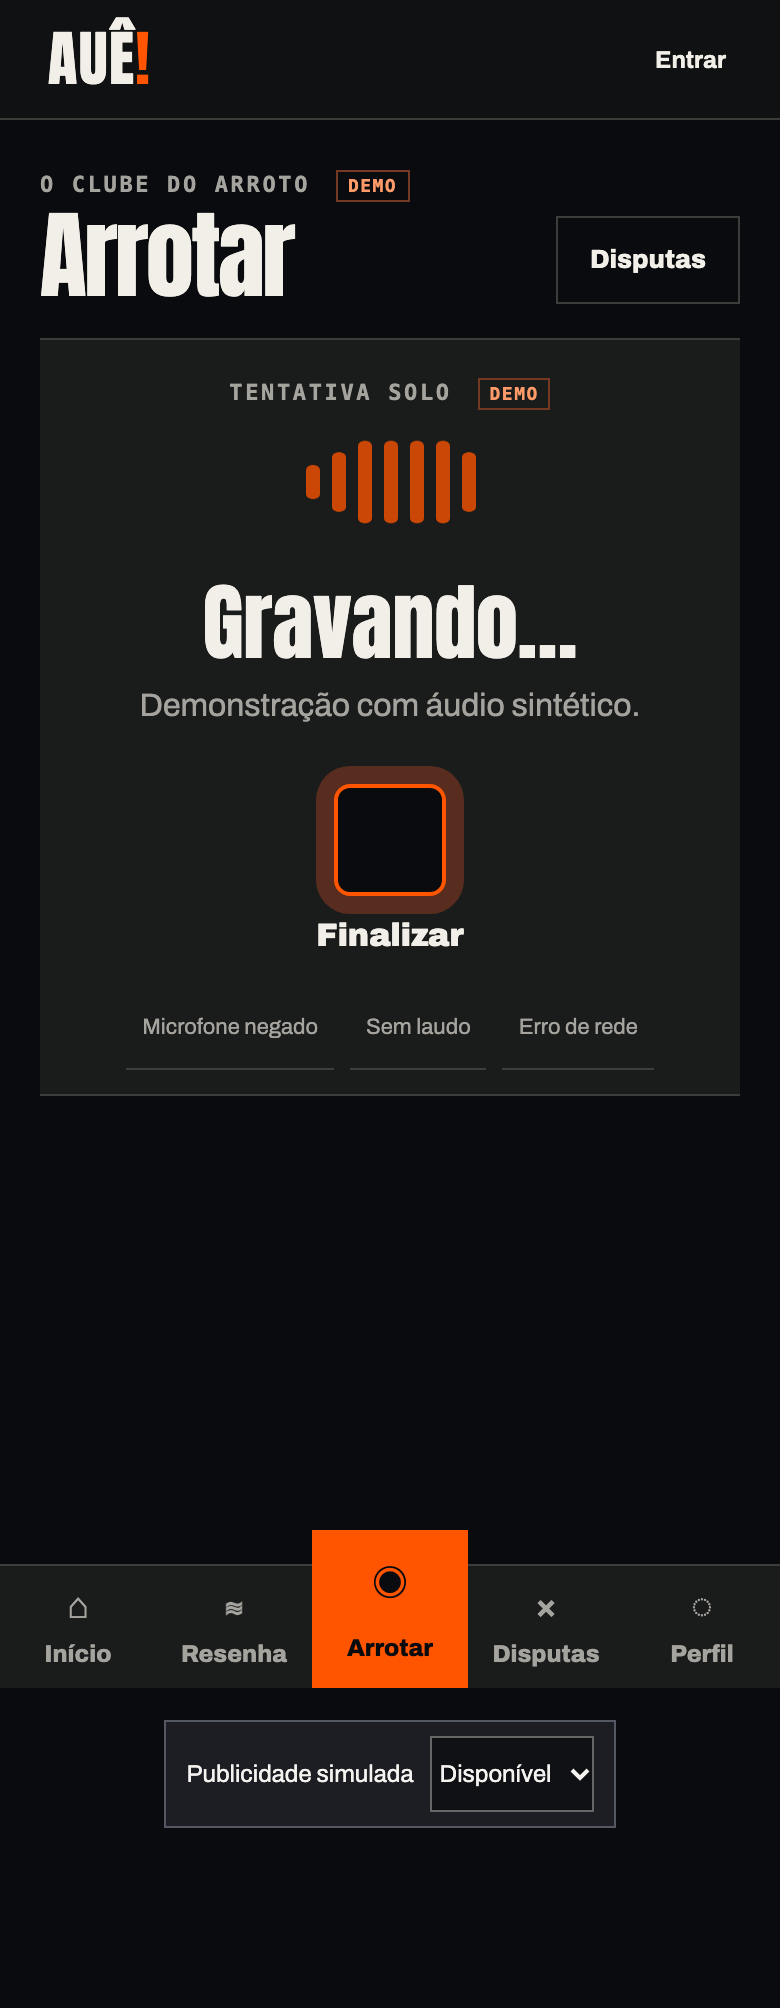 AUÊ!
Entrar
O CLUBE DO ARROTO DEMO
Arrotar
Disputas
TENTATIVA SOLO DEMO
Gravando...
Demonstração com áudio sintético.
Finalizar
Microfone negado Sem laudo Erro de rede
Início Resenha Arrotar Disputas Perfil
Publicidade simulada Disponível